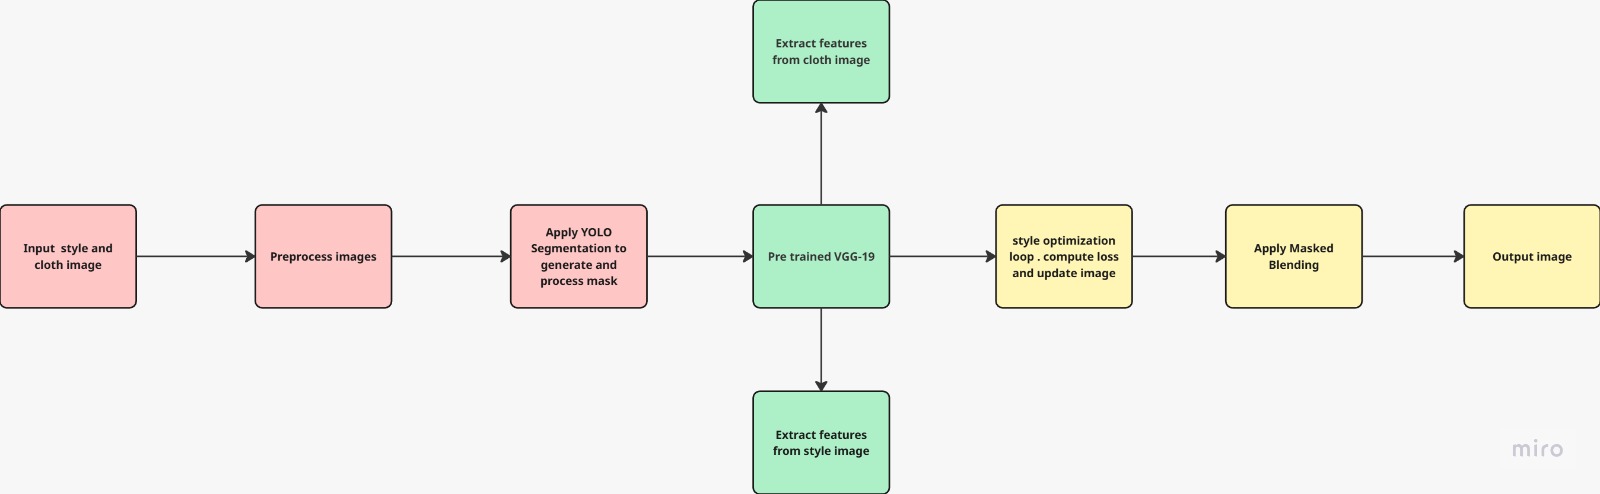 Extract features
from cloth image
Input  style and
cloth image
Preprocess images
Apply YOLO
Segmentation to
generate and
process mask
Pre trained VGG-19
style optimization
loop . compute loss
and update image
Apply Masked
Blending
Output image
Extract features
from style image
miro